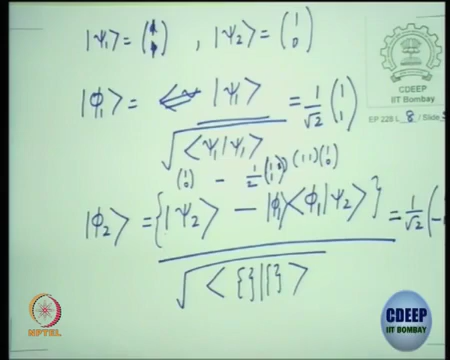 |ψ₁> = (1 1) , |ψ₂> = (1 0)
|φ₁> = |ψ₁> / √<ψ₁|ψ₁> = 1/√2 (1 1)
(1 0) - 1/2 (1 1) (1 1) (1 0)
|φ₂> = {|ψ₂> - |φ₁><φ₁|ψ₂>} = 1/√2 (-
√< {}|{} >
CDEEP
IIT Bombay
EP 228 L 8 / Slide
NPTEL
CDEEP
IIT BOMBAY